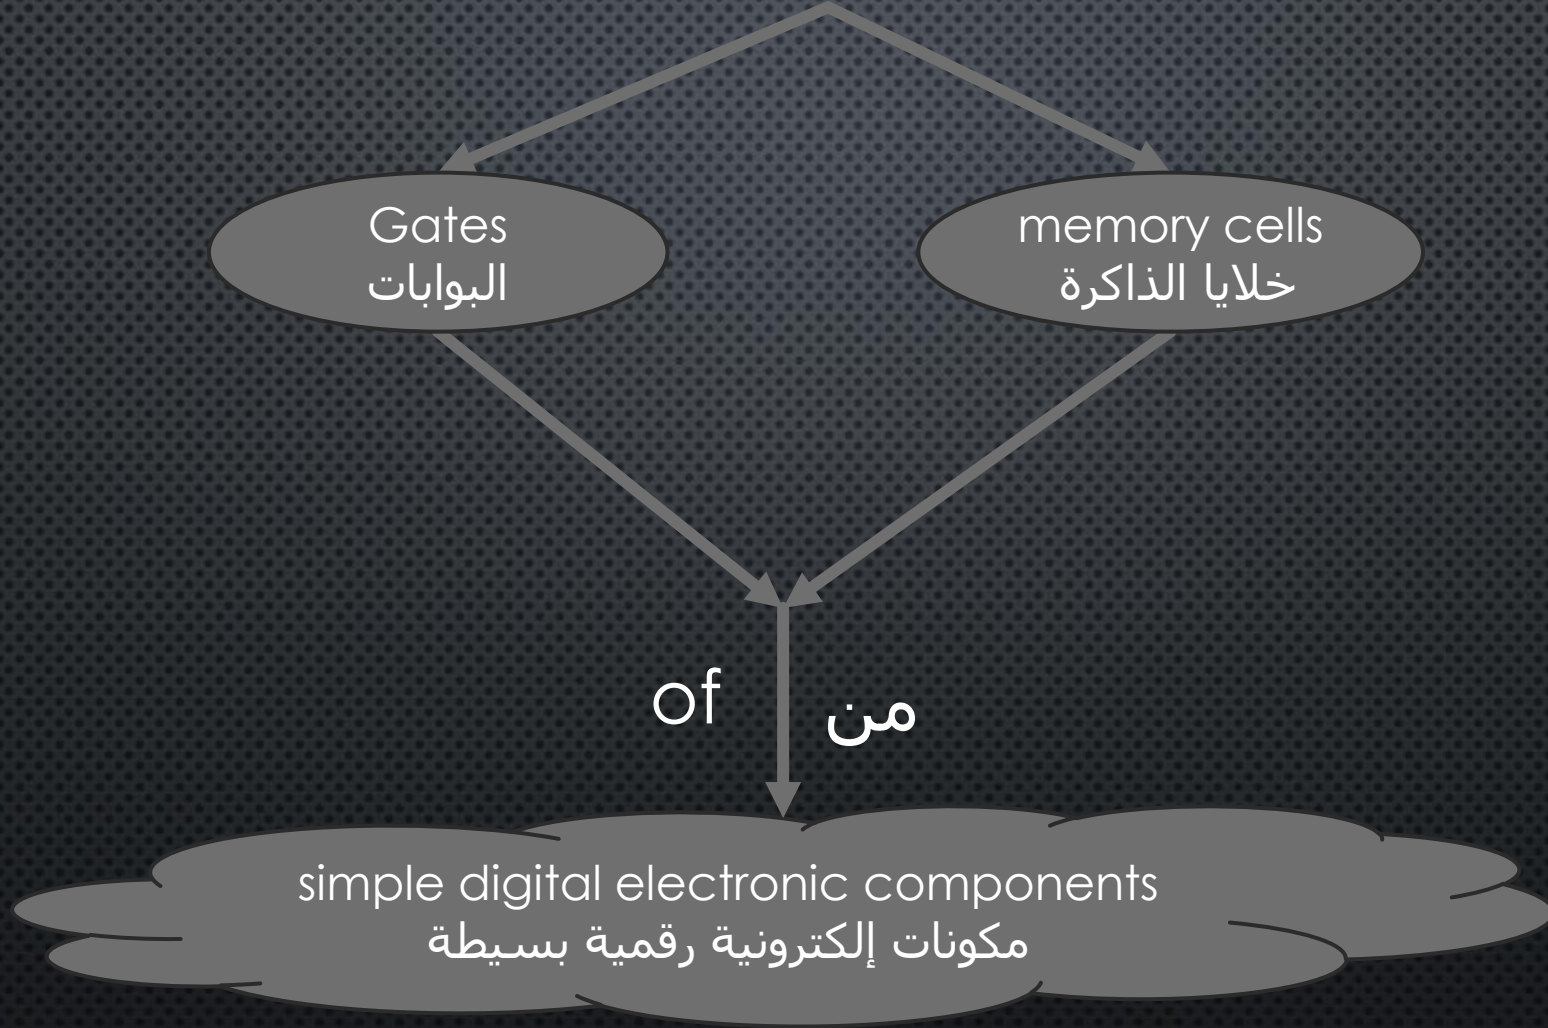 Gates
البوابات
memory cells
خلايا الذاكرة
of
من
simple digital electronic components
مكونات إلكترونية رقمية بسيطة